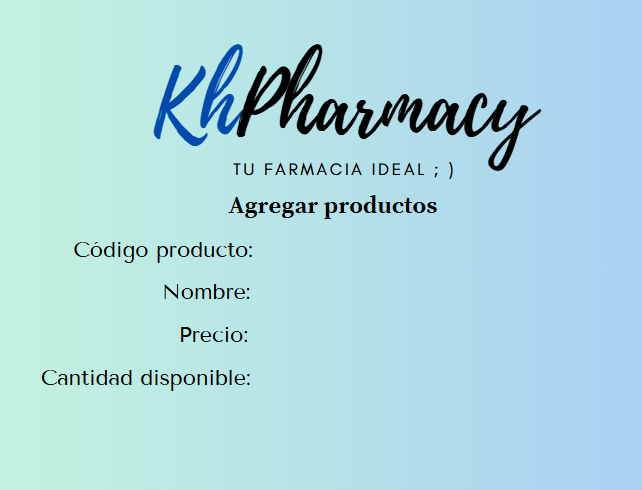 KhPharmacy
TU FARMACIA IDEAL ; )
Agregar productos
Código producto:
Nombre:
Precio:
Cantidad disponible: